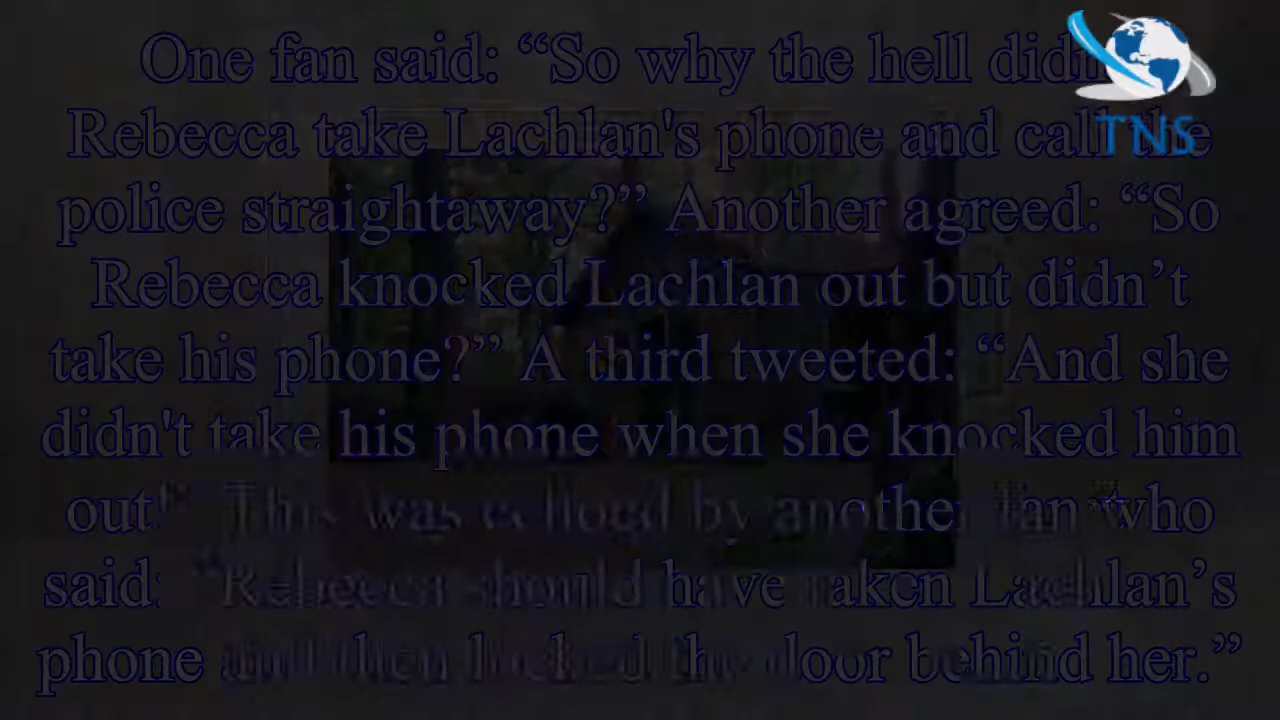 One fan said: “So why the hell didn
Rebecca take Lachlan's phone and call the
police straightaway?” Another agreed: “So
Rebecca knocked Lachlan out but didn’t
take his phone?” A third tweeted: “And she
didn't take his phone when she knocked him
out!” This was echoed by another fan who
said: “Rebecca should have taken Lachlan’s
phone and then locked the door behind her.”
TNS